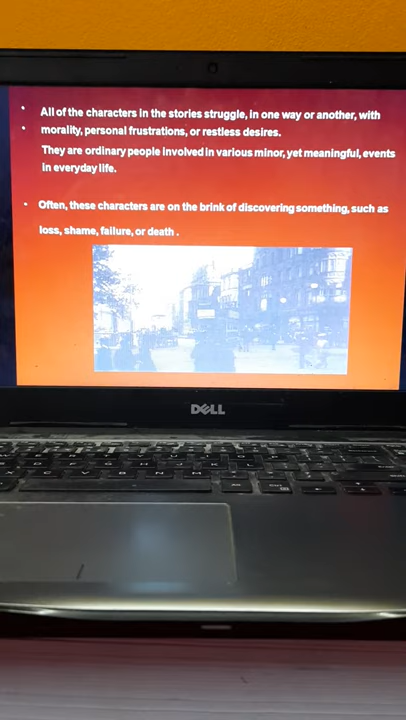 • All of the characters in the stories struggle, in one way or another, with
• morality, personal frustrations, or restless desires.
They are ordinary people involved in various minor, yet meaningful, events
in everyday life.
• Often, these characters are on the brink of discovering something, such as
loss, shame, failure, or death .
DELL